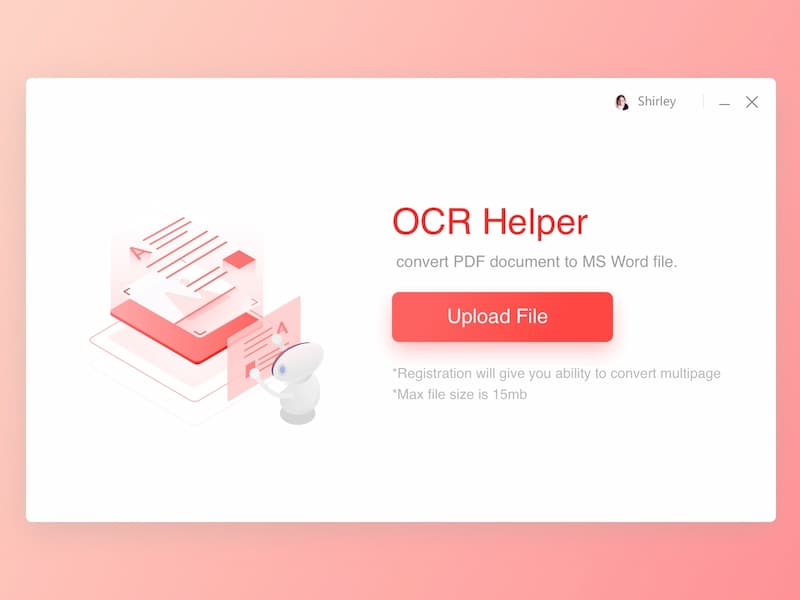 Shirley
OCR Helper
convert PDF document to MS Word file.
Upload File
*Registration will give you ability to convert multipage
*Max file size is 15mb
A
A